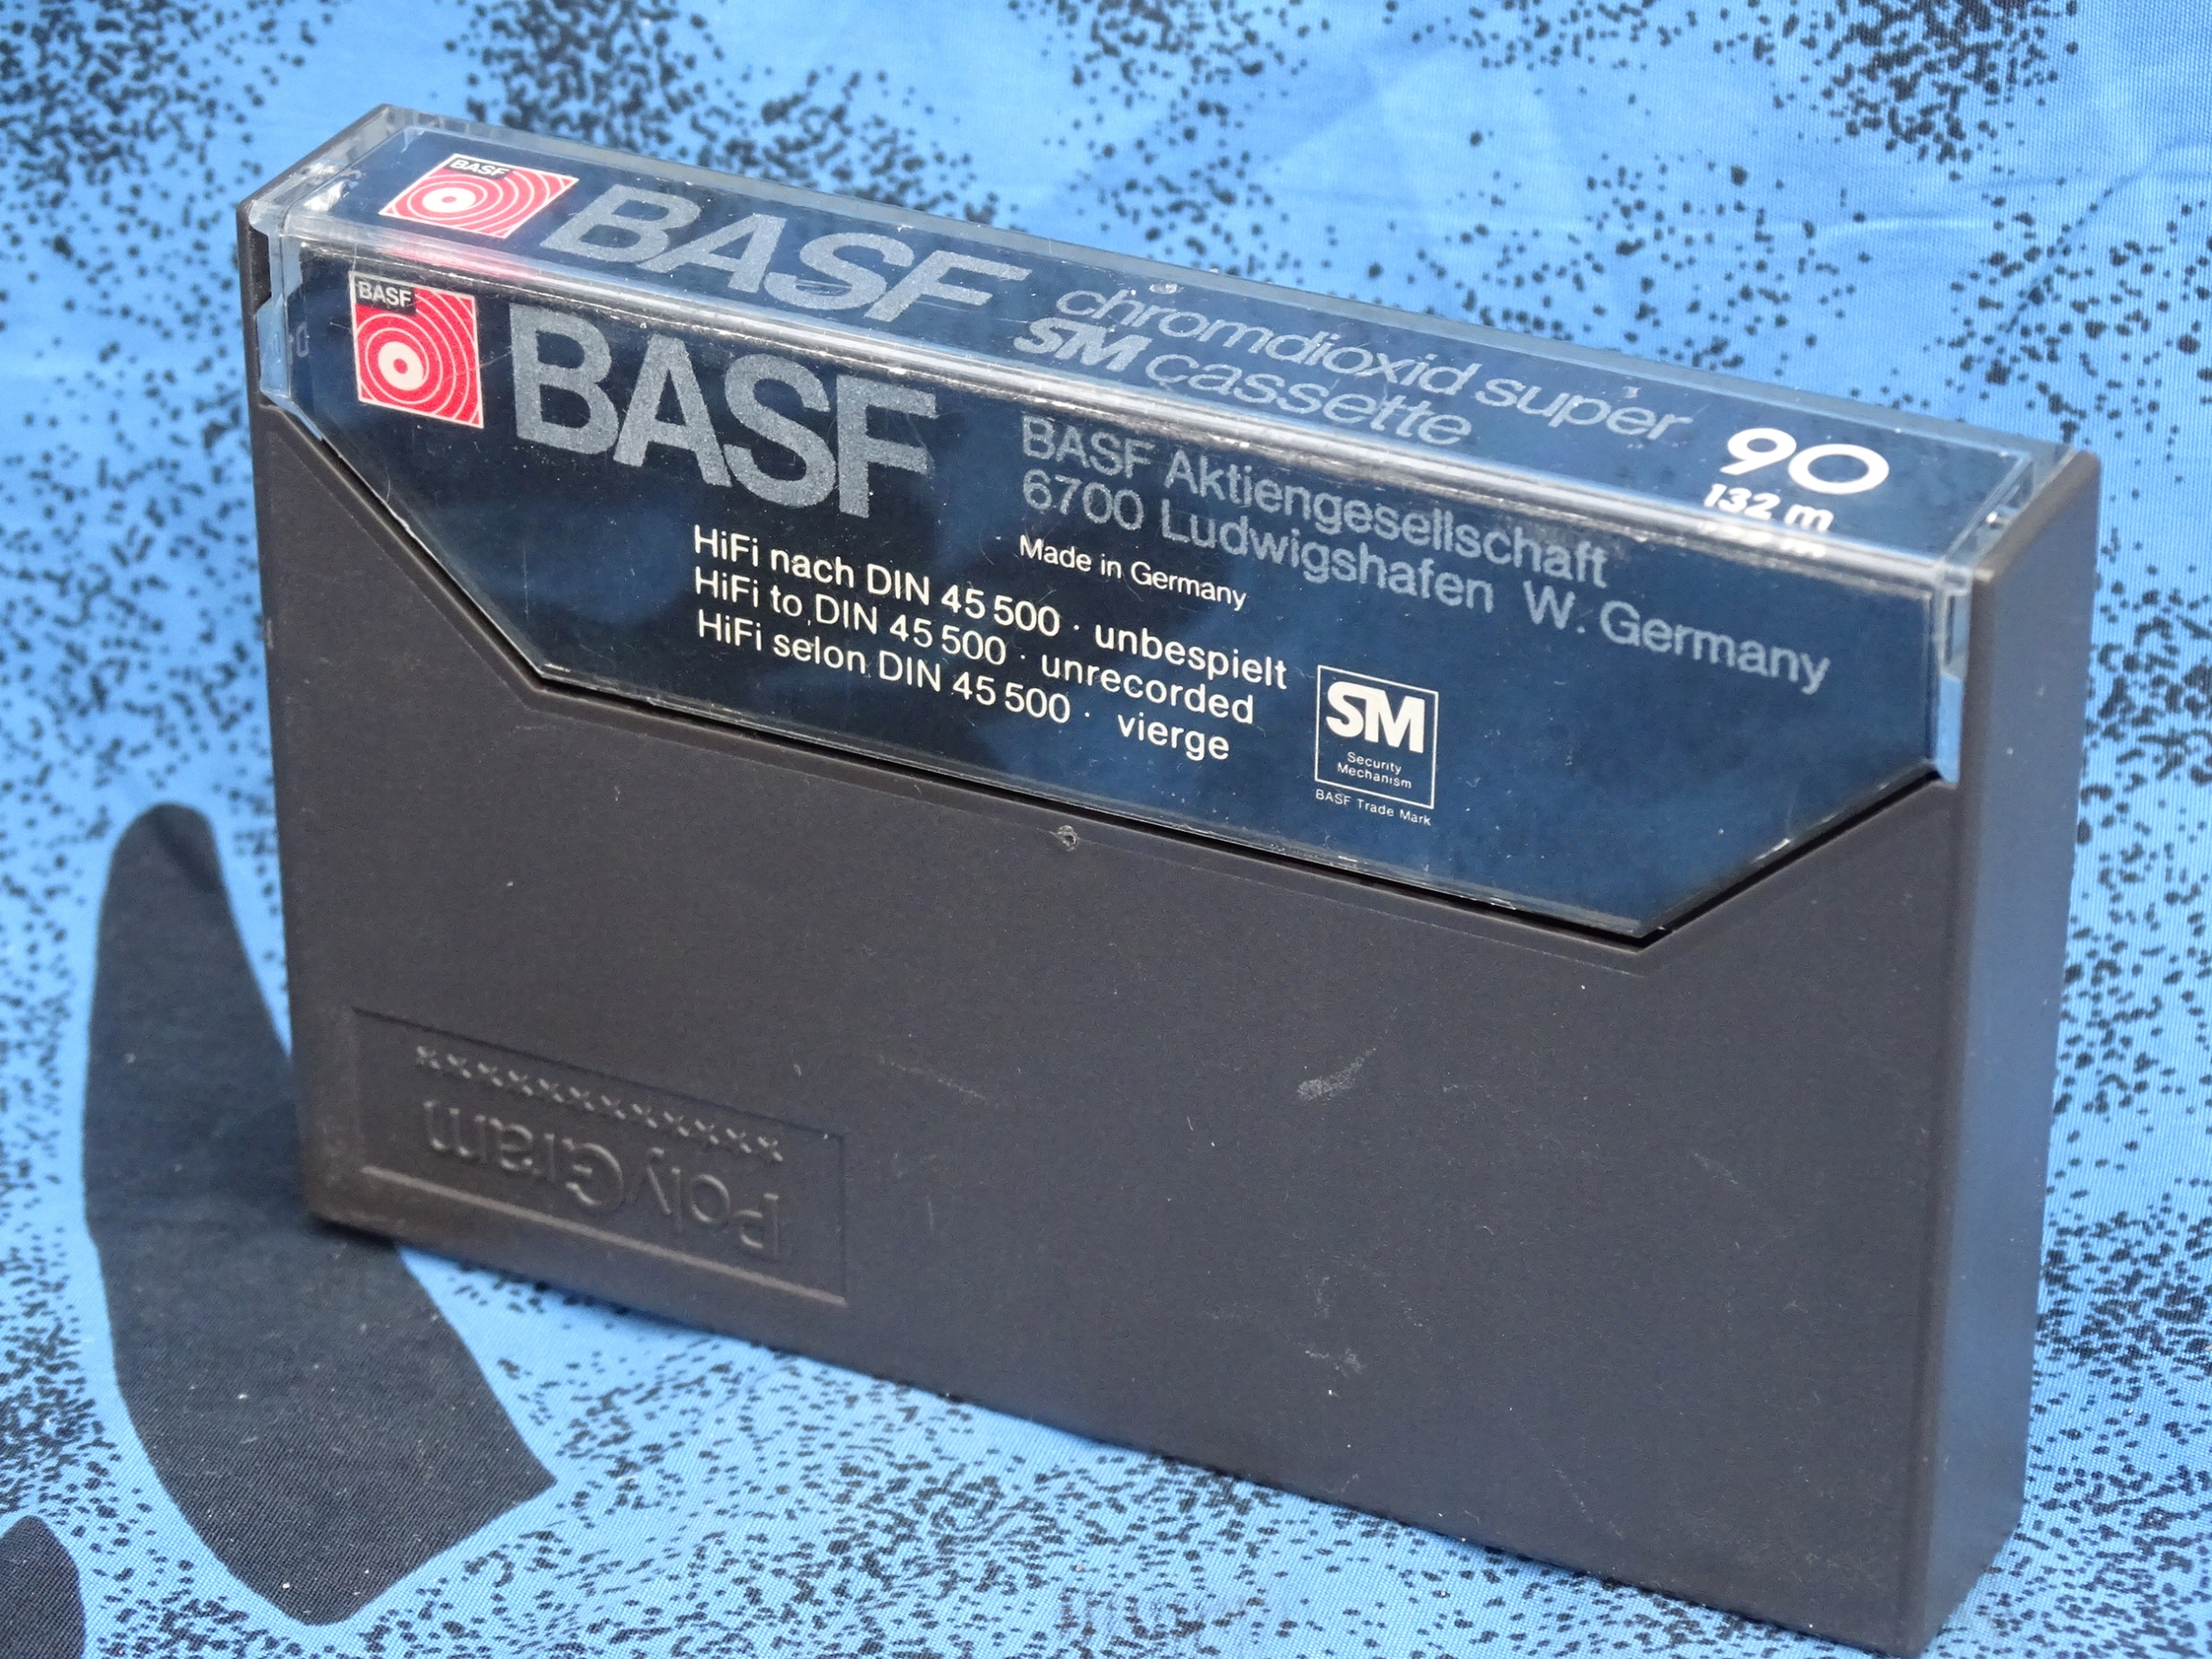 BASF
BASF
chromdioxid super
SM cassette
90
132 m
BASF
BASF
BASF Aktiengesellschaft
6700 Ludwigshafen W. Germany
Made in Germany
HiFi nach DIN 45 500 · unbespielt
HiFi to DIN 45 500 · unrecorded
HiFi selon DIN 45 500 · vierge
SM
Security
Mechanism
BASF Trade Mark
PolyGram